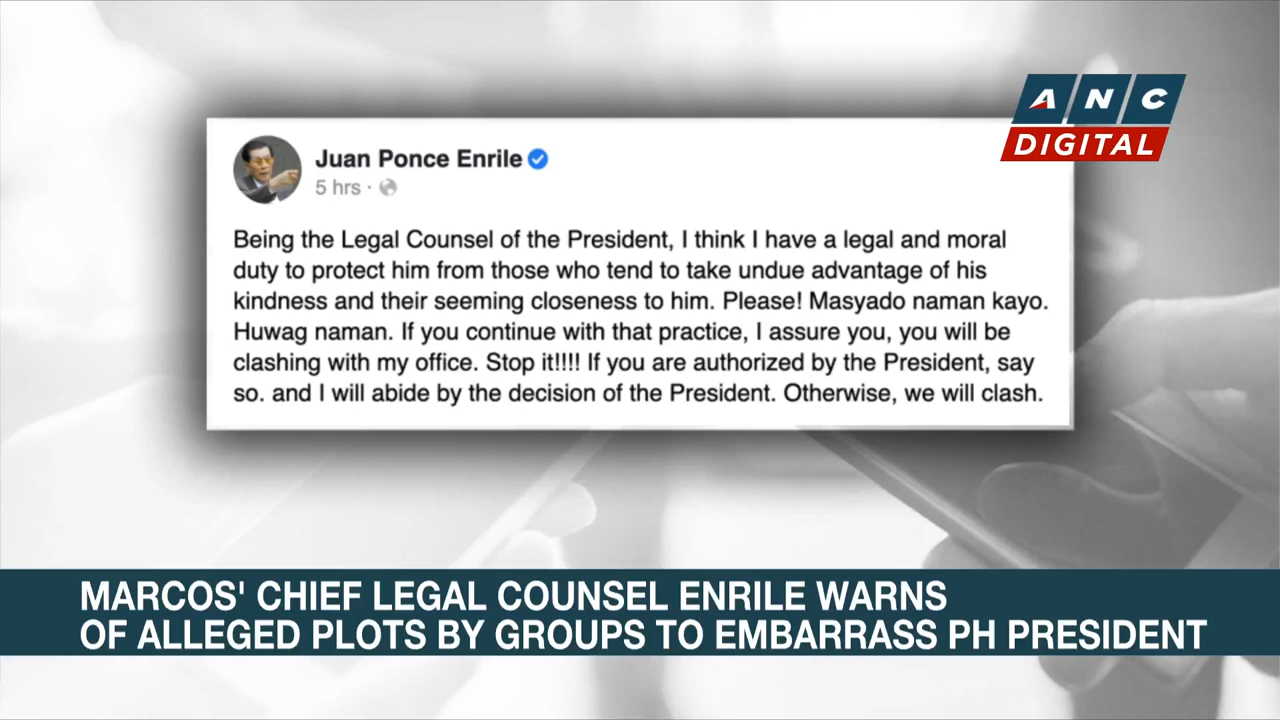 ANC
DIGITAL
Juan Ponce Enrile
5 hrs ·
Being the Legal Counsel of the President, I think I have a legal and moral
duty to protect him from those who tend to take undue advantage of his
kindness and their seeming closeness to him. Please! Masyado naman kayo.
Huwag naman. If you continue with that practice, I assure you, you will be
clashing with my office. Stop it!!!! If you are authorized by the President, say
so. and I will abide by the decision of the President. Otherwise, we will clash.
MARCOS' CHIEF LEGAL COUNSEL ENRILE WARNS
OF ALLEGED PLOTS BY GROUPS TO EMBARRASS PH PRESIDENT